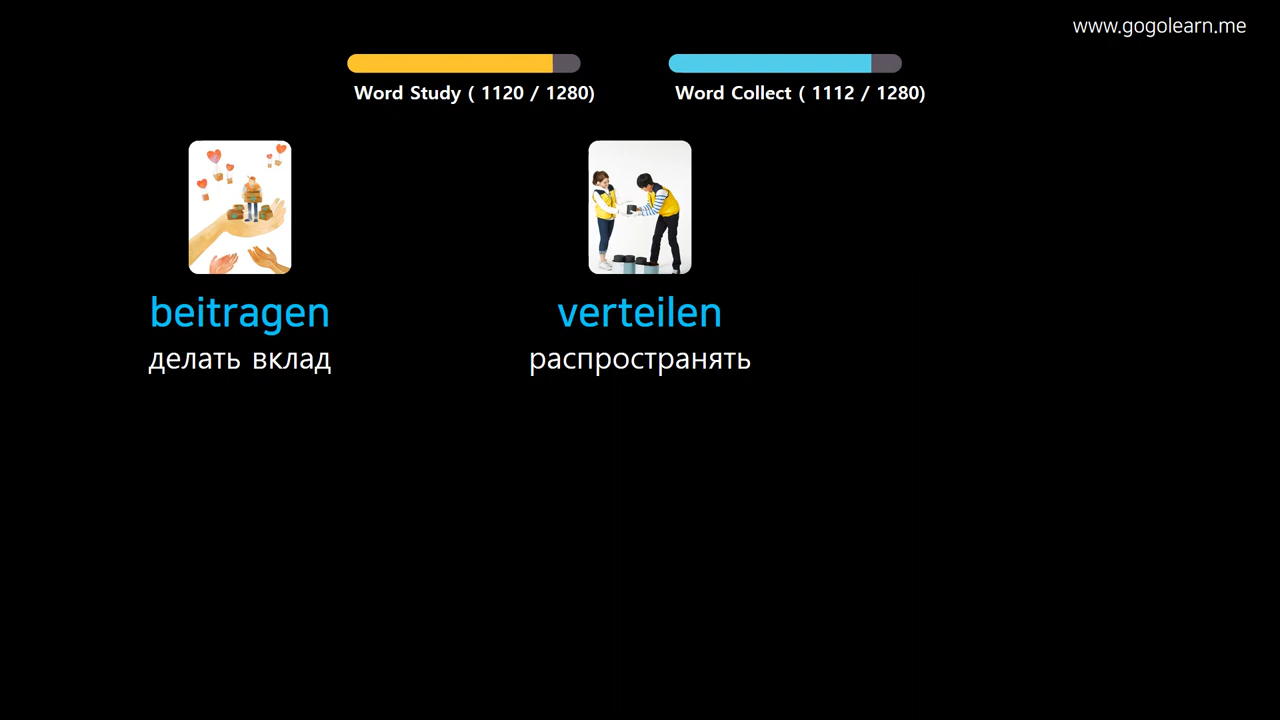 www.gogolearn.me
Word Study ( 1120 / 1280)
Word Collect ( 1112 / 1280)
beitragen
делать вклад
verteilen
распространять